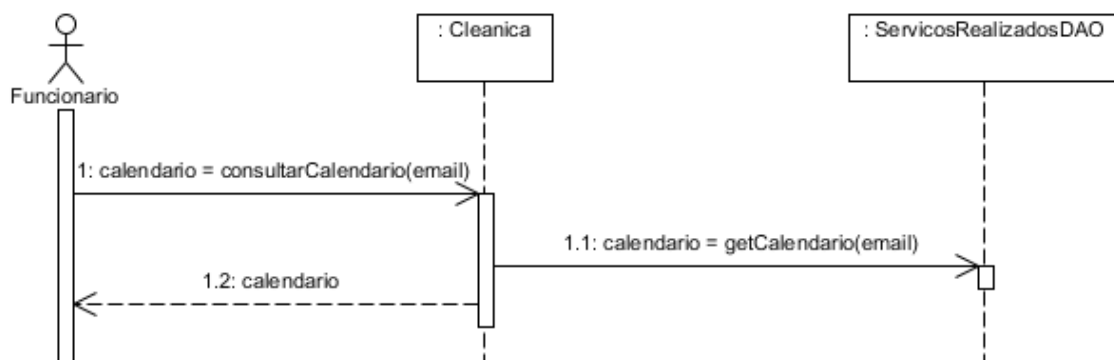 : Cleanica
: ServicosRealizadosDAO
Funcionario
1: calendario = consultarCalendario(email)
1.1: calendario = getCalendario(email)
1.2: calendario